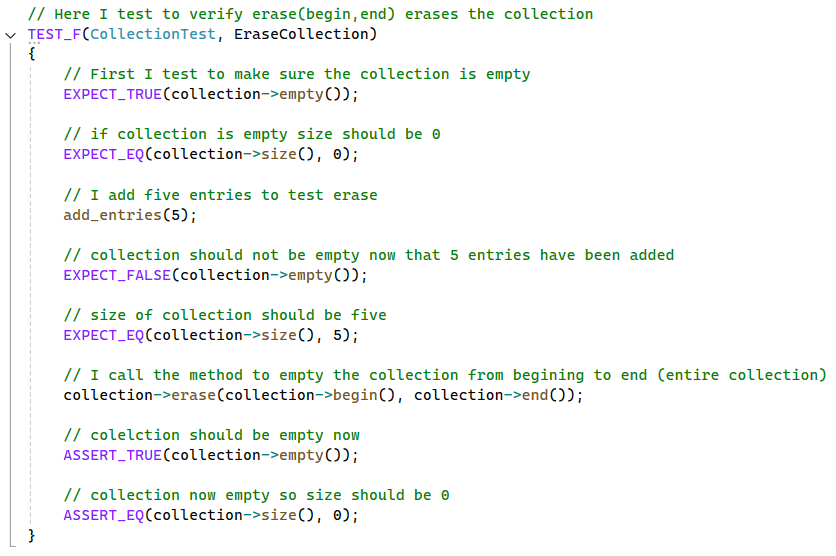 // Here I test to verify erase(begin,end) erases the collection
TEST_F(CollectionTest, EraseCollection)
{
// First I test to make sure the collection is empty
EXPECT_TRUE(collection->empty());
// if collection is empty size should be 0
EXPECT_EQ(collection->size(), 0);
// I add five entries to test erase
add_entries(5);
// collection should not be empty now that 5 entries have been added
EXPECT_FALSE(collection->empty());
// size of collection should be five
EXPECT_EQ(collection->size(), 5);
// I call the method to empty the collection from begining to end (entire collection)
collection->erase(collection->begin(), collection->end());
// colelction should be empty now
ASSERT_TRUE(collection->empty());
// collection now empty so size should be 0
ASSERT_EQ(collection->size(), 0);
}